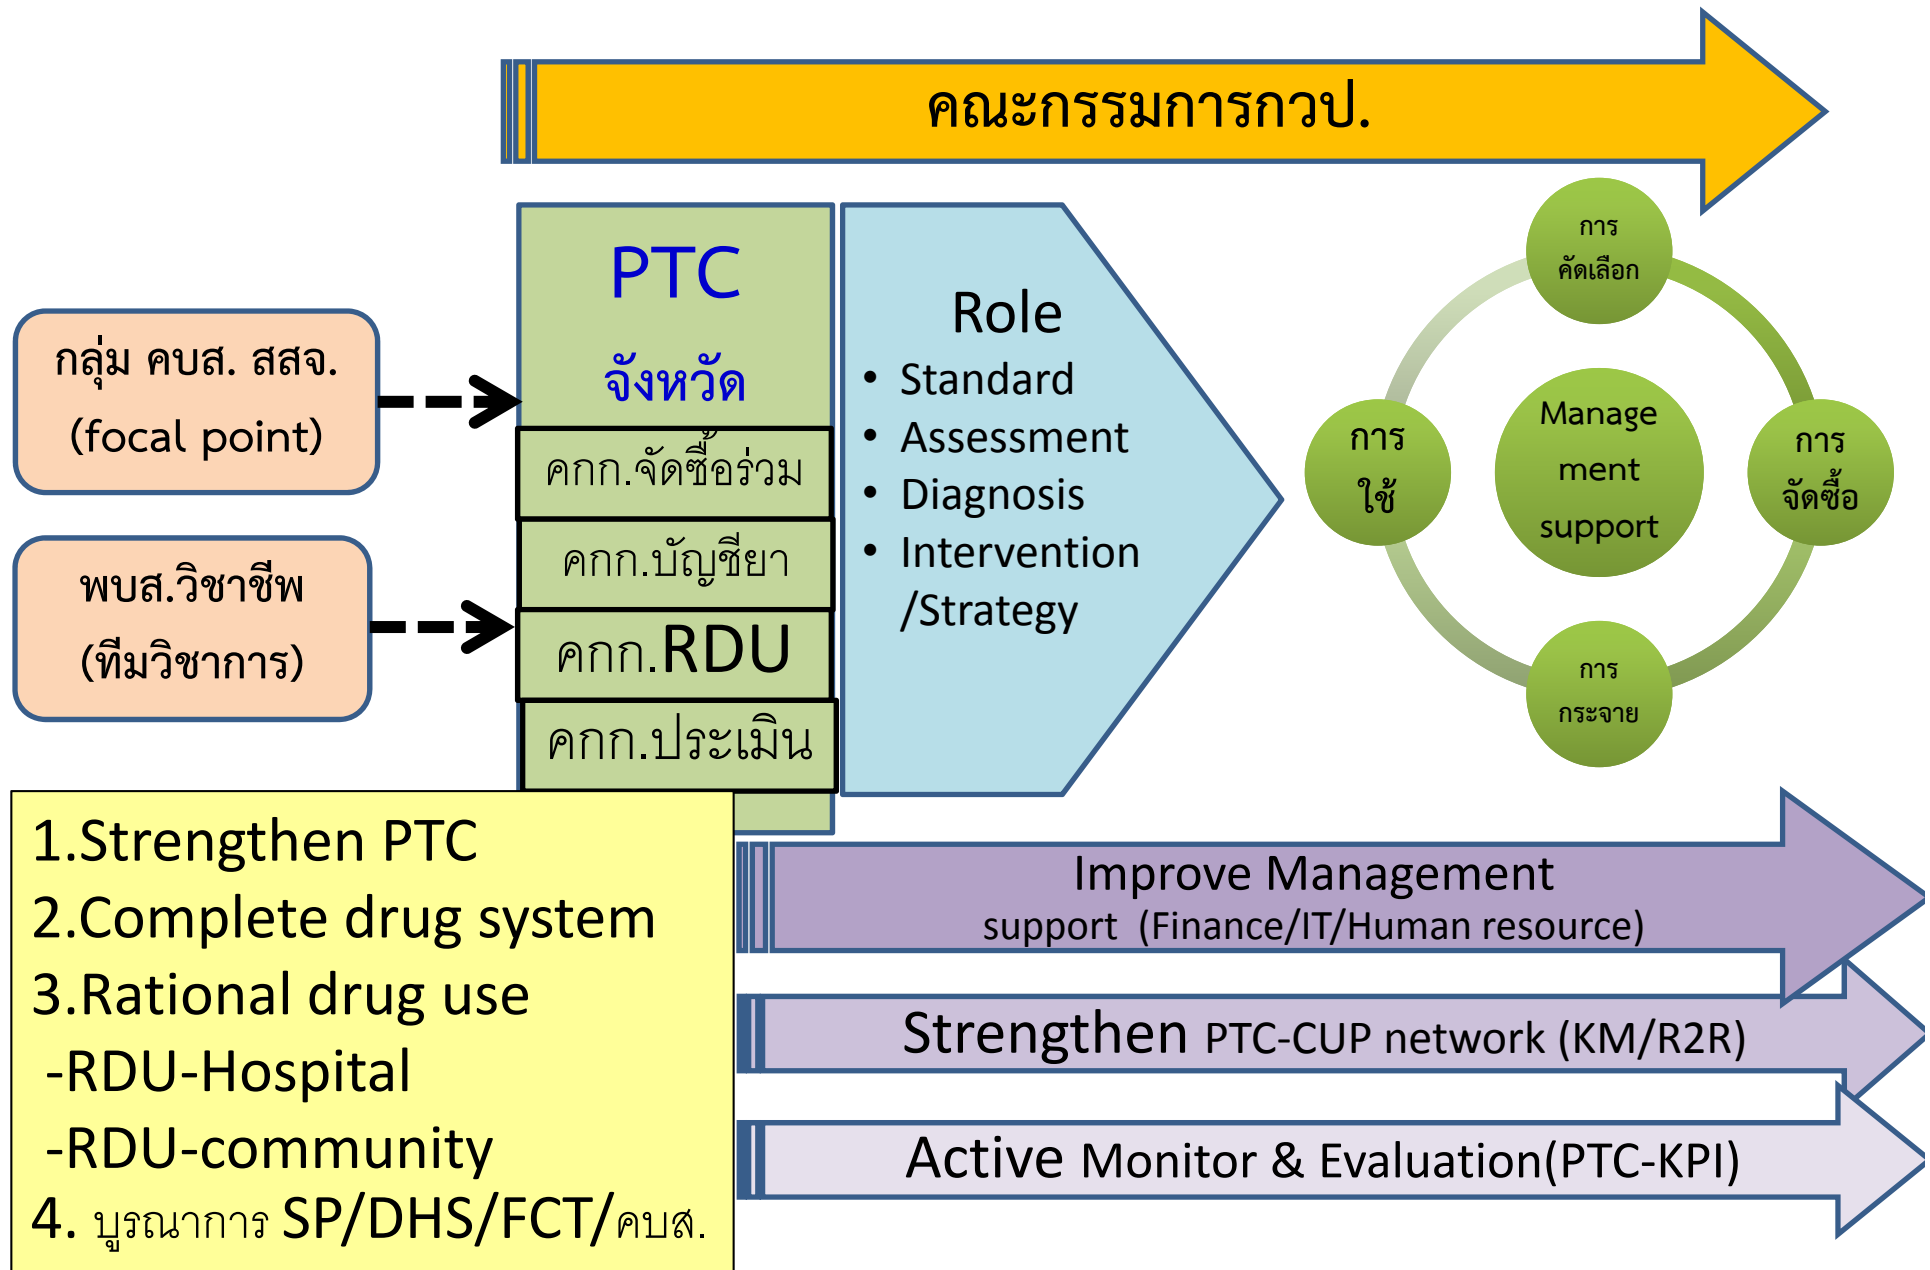 คณะกรรมการกวป.
กลุ่ม คบส. สสจ.
(focal point)
พบส.วิชาชีพ
(ทีมวิชาการ)
PTC
จังหวัด
คกก.จัดซื้อร่วม
คกก.บัญชียา
คกก.RDU
คกก.ประเมิน
Role
• Standard
• Assessment
• Diagnosis
• Intervention
/Strategy
การ
คัดเลือก
การ
จัดซื้อ
การ
กระจาย
การ
ใช้
Manage
ment
support
1.Strengthen PTC
2.Complete drug system
3.Rational drug use
-RDU-Hospital
-RDU-community
4. บูรณาการ SP/DHS/FCT/คบส.
Improve Management
support (Finance/IT/Human resource)
Strengthen PTC-CUP network (KM/R2R)
Active Monitor & Evaluation(PTC-KPI)